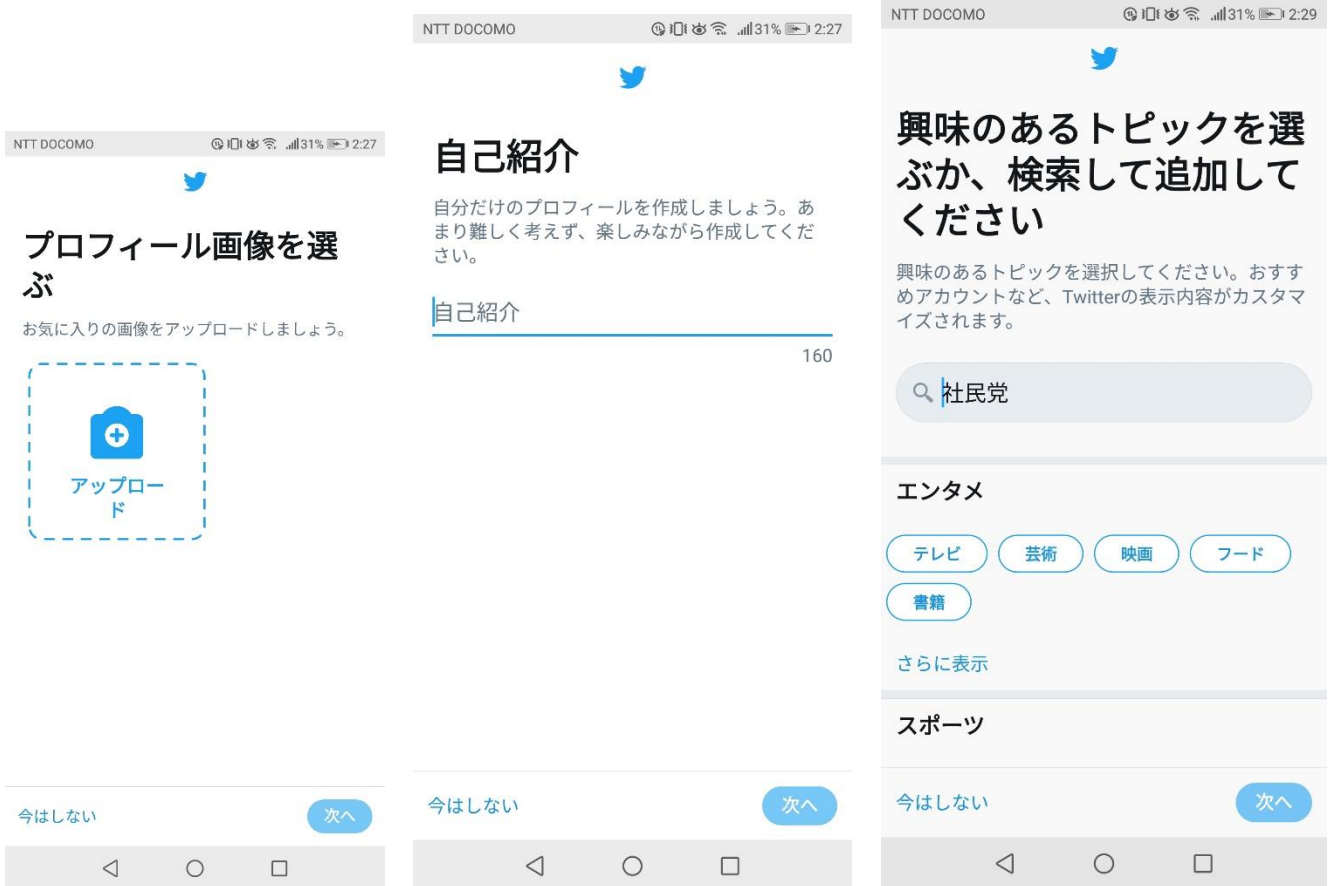 NTT DOCOMO
31%
2:27
プロフィール画像を選
ぶ
お気に入りの画像をアップロードしましょう。
アップロー
ド
今はしない
次へ
NTT DOCOMO
31%
2:27
自己紹介
自分だけのプロフィールを作成しましょう。あ
まり難しく考えず、楽しみながら作成してくだ
さい。
自己紹介
160
今はしない
次へ
NTT DOCOMO
31%
2:29
興味のあるトピックを選
ぶか、検索して追加して
ください
興味のあるトピックを選択してください。おすす
めアカウントなど、Twitterの表示内容がカスタマ
イズされます。
社民党
エンタメ
テレビ 芸術 映画 フード
書籍
さらに表示
スポーツ
今はしない
次へ